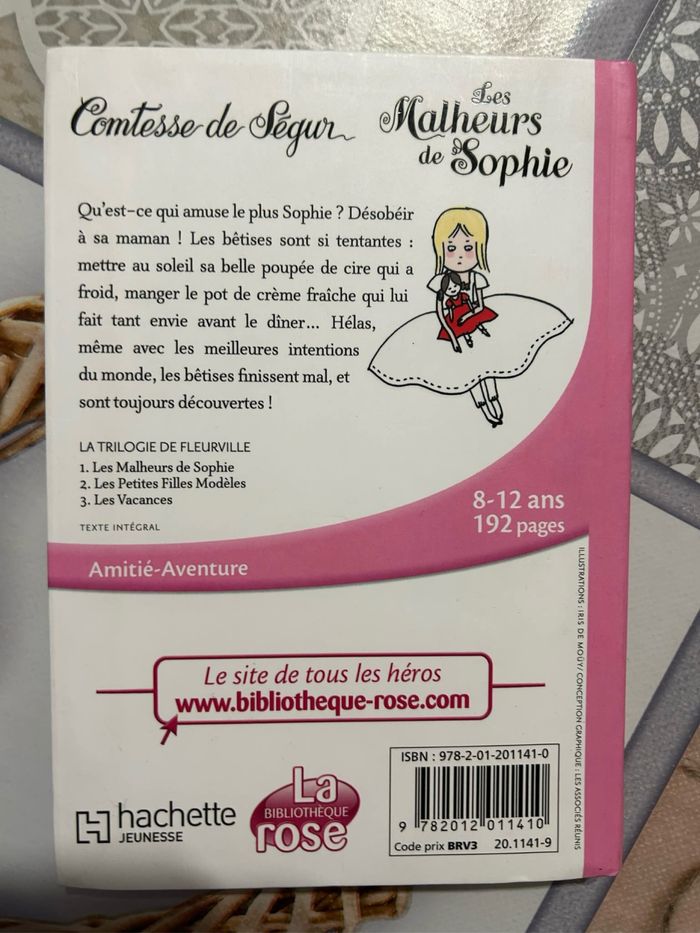 Comtesse de Ségur
Les
Malheurs
de Sophie
Qu'est-ce qui amuse le plus Sophie ? Désobéir
à sa maman ! Les bêtises sont si tentantes :
mettre au soleil sa belle poupée de cire qui a
froid, manger le pot de crème fraîche qui lui
fait tant envie avant le dîner... Hélas,
même avec les meilleures intentions
du monde, les bêtises finissent mal, et
sont toujours découvertes !
LA TRILOGIE DE FLEURVILLE
1. Les Malheurs de Sophie
2. Les Petites Filles Modèles
3. Les Vacances
TEXTE INTÉGRAL
8-12 ans
192 pages
Amitié-Aventure
ILLUSTRATIONS : IRIS DE MOÜY/ CONCEPTION GRAPHIQUE : LES ASSOCIÉS RÉUNIS
Le site de tous les héros
www.bibliotheque-rose.com
hachette
JEUNESSE
La
BIBLIOTHÈQUE
rose
ISBN : 978-2-01-201141-0
9 782012 011410
Code prix BRV3 20.1141-9